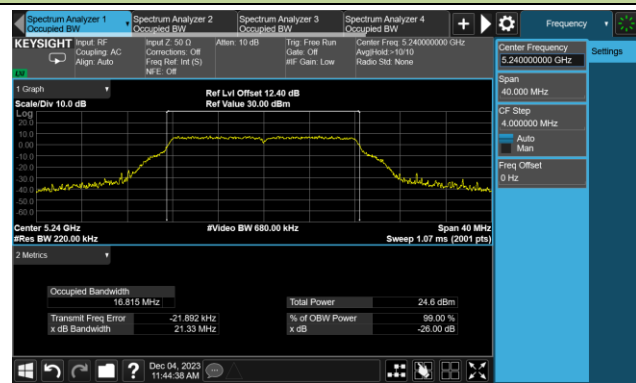 Spectrum Analyzer 1
Occupied BW
Spectrum Analyzer 2
Occupied BW
Spectrum Analyzer 3
Occupied BW
Spectrum Analyzer 4
Occupied BW
Frequency
KEYSIGHT
Input: RF
Coupling: AC
Align: Auto
Input Z: 50 Ω
Corrections: Off
Freq Ref: Int (S)
NFE: Off
Atten: 10 dB
Trig: Free Run
Gate: Off
#IF Gain: Low
Center Freq: 5.240000000 GHz
Avg|Hold:>10/10
Radio Std: None
1 Graph
Scale/Div 10.0 dB
Ref Lvl Offset 12.40 dB
Ref Value 30.00 dBm
Log
20.0
10.0
0.00
-10.0
-20.0
-30.0
-40.0
-50.0
-60.0
Center 5.24 GHz
#Video BW 680.00 kHz
Span 40 MHz
#Res BW 220.00 kHz
Sweep 1.07 ms (2001 pts)
2 Metrics
Occupied Bandwidth
16.815 MHz
Total Power 24.6 dBm
Transmit Freq Error -21.892 kHz
% of OBW Power 99.00 %
x dB Bandwidth 21.33 MHz
x dB -26.00 dB
Center Frequency
5.240000000 GHz
Settings
Span
40.000 MHz
CF Step
4.000000 MHz
Auto
Man
Freq Offset
0 Hz
Dec 04, 2023
11:44:38 AM